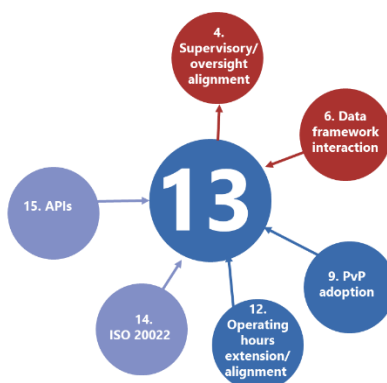 4.
Supervisory/
oversight
alignment
6. Data
framework
interaction
13
15. APIs
9. PvP
adoption
14.
ISO 20022
12.
Operating
hours
extension/
alignment